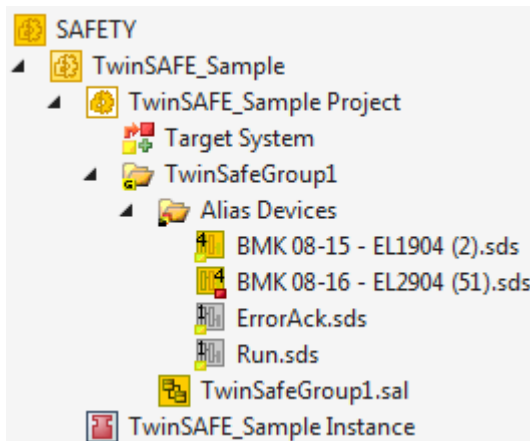 SAFETY
TwinSAFE_Sample
TwinSAFE_Sample Project
Target System
TwinSafeGroup1
Alias Devices
BMK 08-15 - EL1904 (2).sds
BMK 08-16 - EL2904 (51).sds
ErrorAck.sds
Run.sds
TwinSafeGroup1.sal
TwinSAFE_Sample Instance